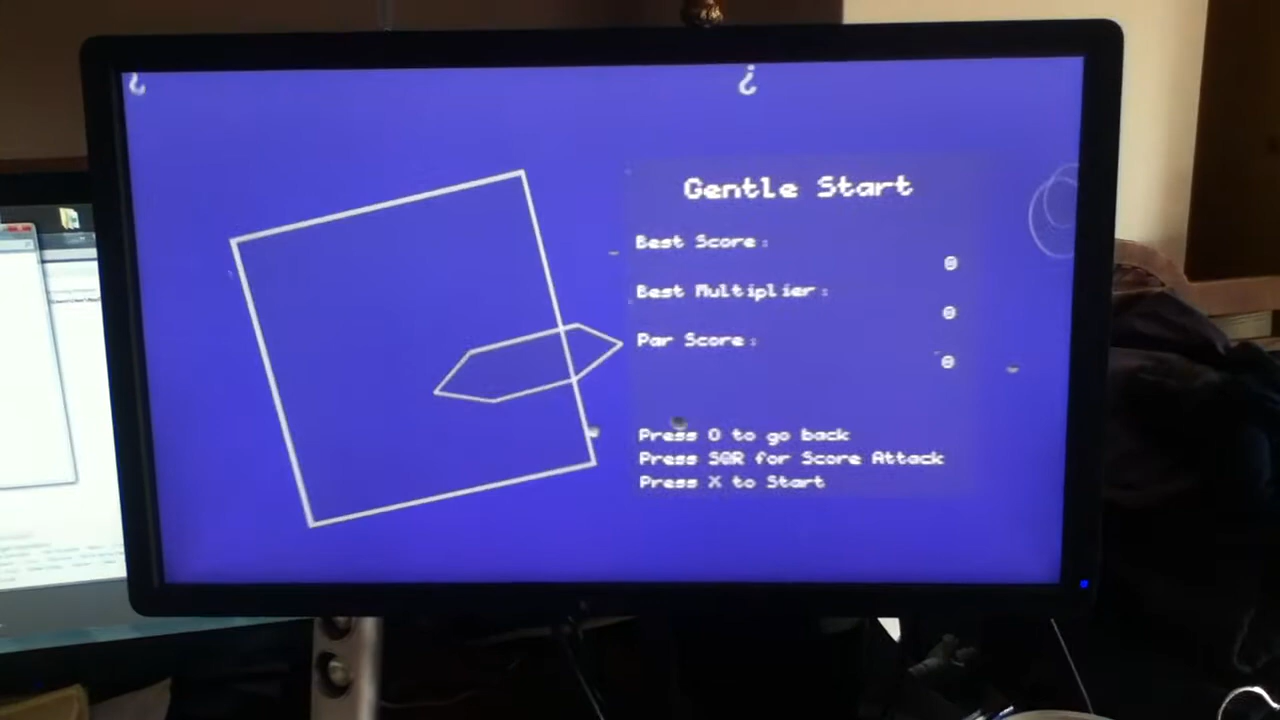 ¿ ¿
Gentle Start
Best Score:
0
Best Multiplier:
0
Par Score:
0
Press O to go back
Press SQR for Score Attack
Press X to Start